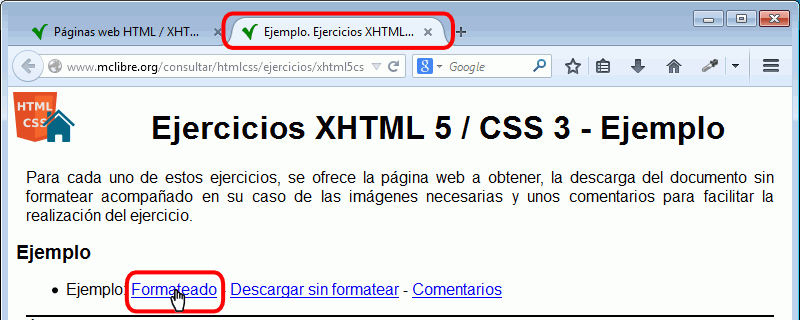 Páginas web HTML / XHT...
Ejemplo. Ejercicios XHTML...
www.mclibre.org/consultar/htmlcss/ejercicios/xhtml5cs
Google
HTML
CSS
Ejercicios XHTML 5 / CSS 3 - Ejemplo
Para cada uno de estos ejercicios, se ofrece la página web a obtener, la descarga del documento sin
formatear acompañado en su caso de las imágenes necesarias y unos comentarios para facilitar la
realización del ejercicio.
Ejemplo
Ejemplo: Formateado - Descargar sin formatear - Comentarios